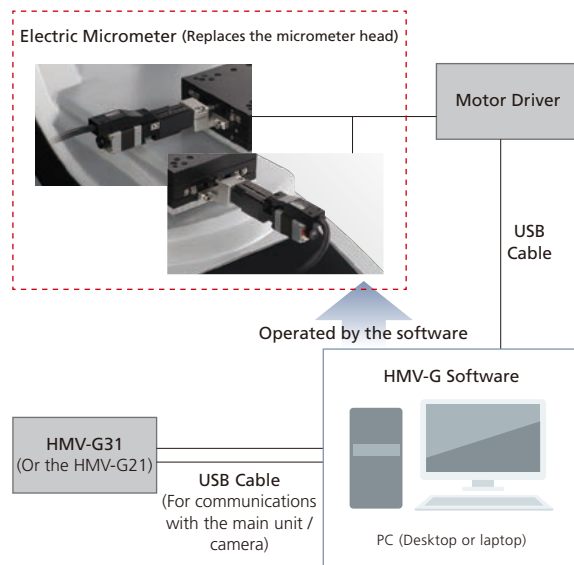 Electric Micrometer (Replaces the micrometer head)
Motor Driver
USB
Cable
Operated by the software
HMV-G Software
HMV-G31
(Or the HMV-G21)
USB Cable
(For communications
with the main unit /
camera)
PC (Desktop or laptop)